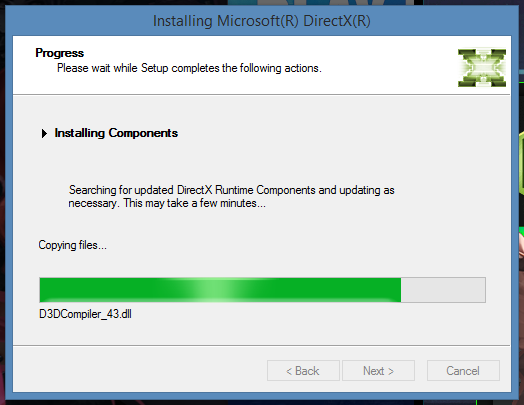 Installing Microsoft(R) DirectX(R)
Progress
Please wait while Setup completes the following actions.
Installing Components
Searching for updated DirectX Runtime Components and updating as
necessary. This may take a few minutes...
Copying files...
D3DCompiler_43.dll
< Back
Next >
Cancel